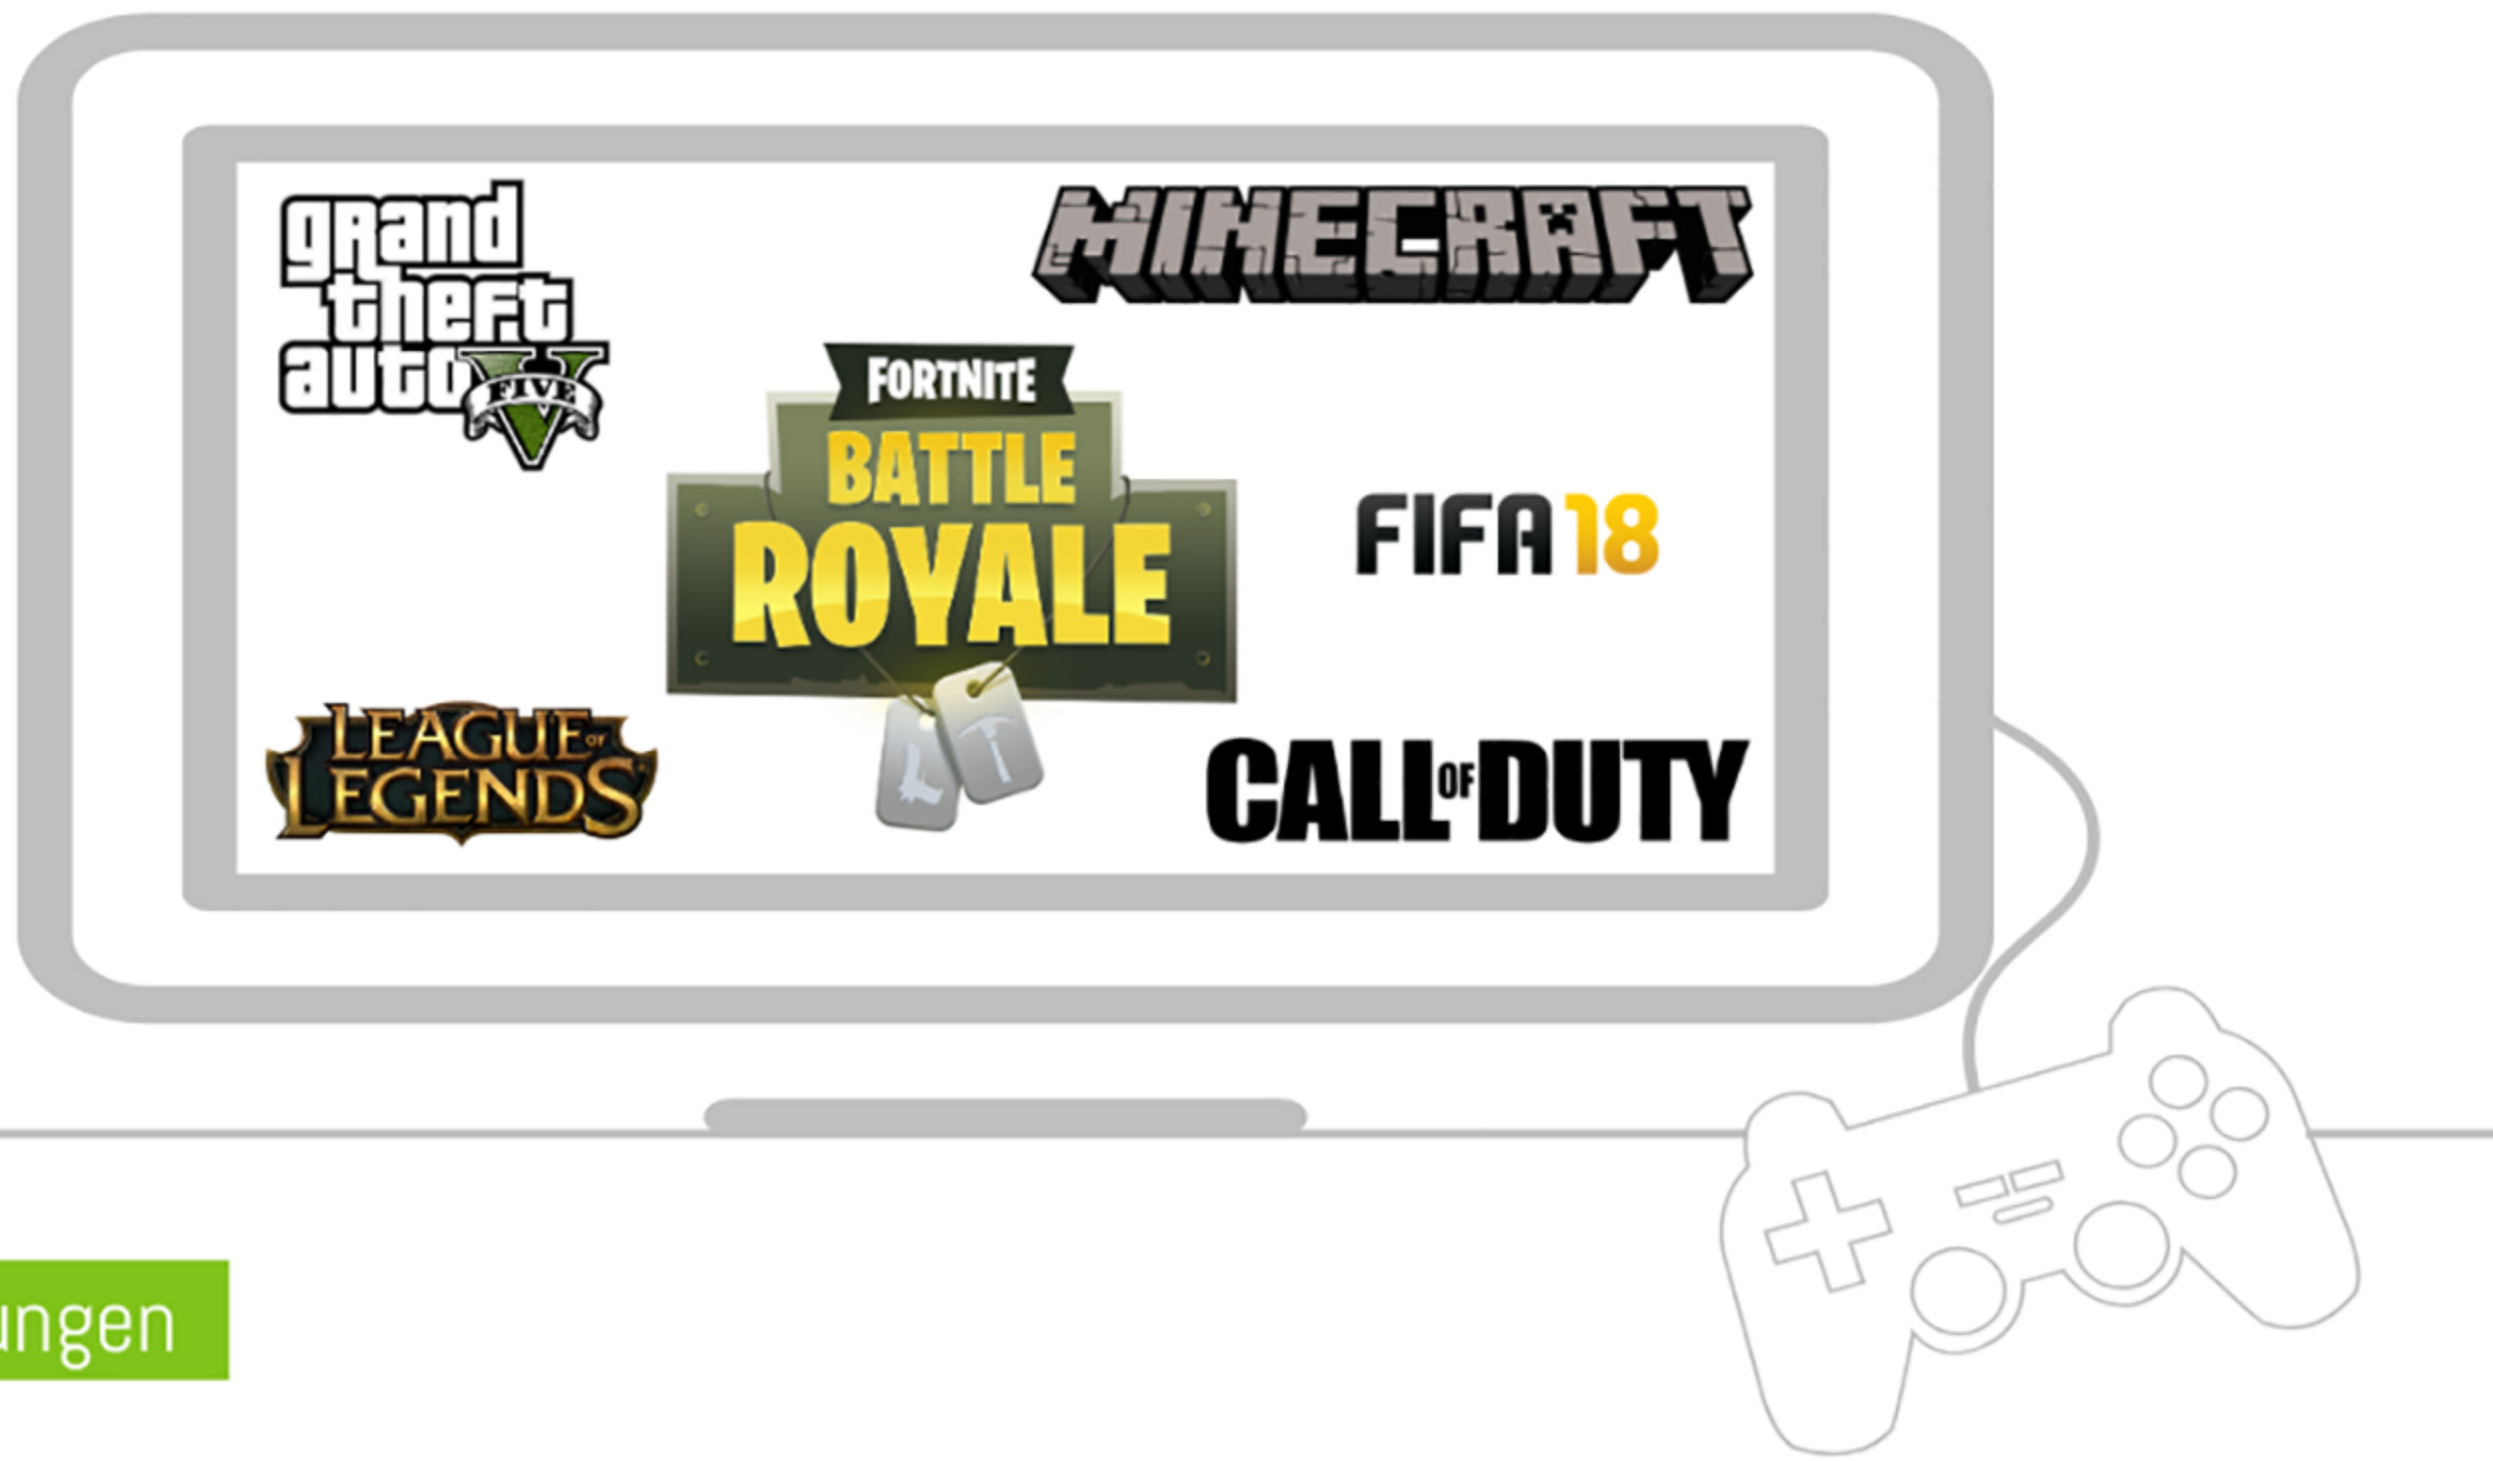 grand
theft
auto V
FIVE
MINECRAFT
FORTNITE
BATTLE
ROYALE
FIFA 18
LEAGUE OF
LEGENDS
CALL OF DUTY
ungen